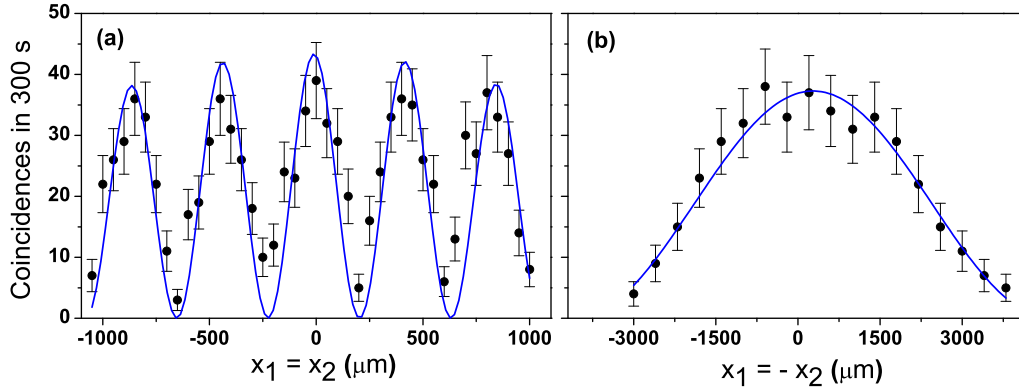 Coincidences in 300 s
50
40
30
20
10
0
(a)
-1000 -500 0 500 1000
x₁ = x₂ (μm)
(b)
-3000 -1500 0 1500 3000
x₁ = - x₂ (μm)